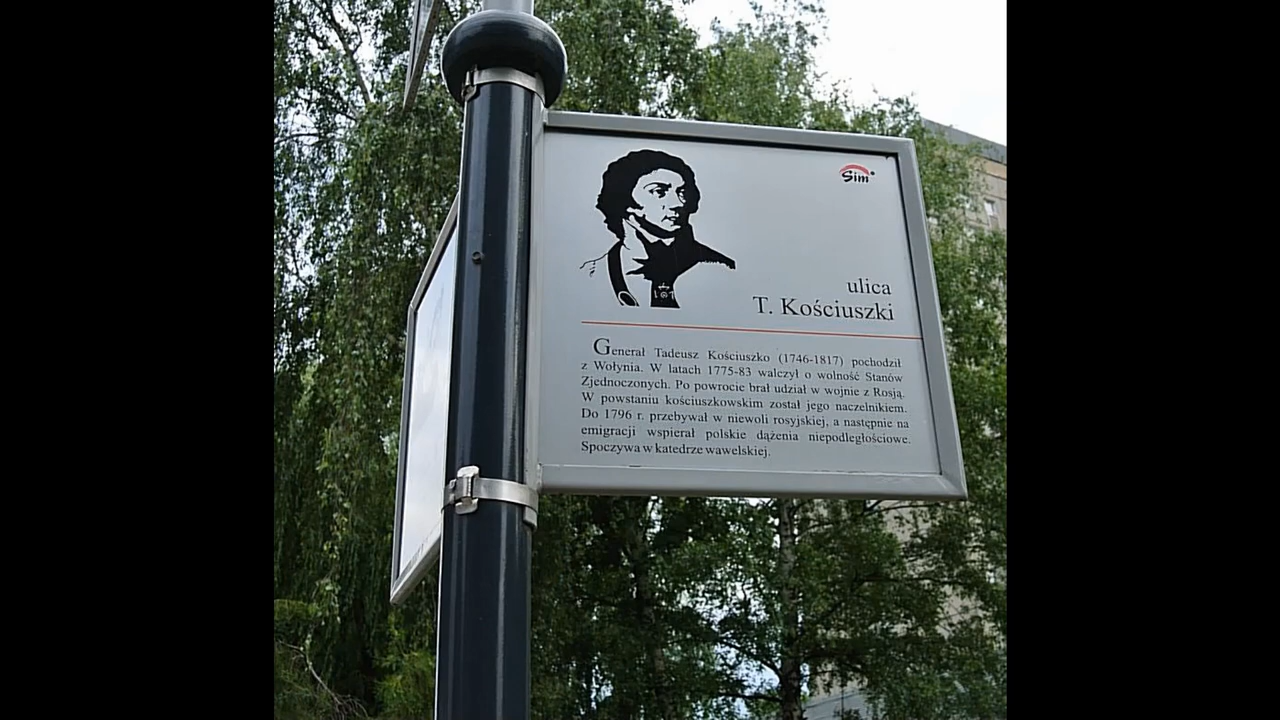 Sim
ulica
T. Kościuszki
Generał Tadeusz Kościuszko (1746-1817) pochodził
z Wołynia. W latach 1775-83 walczył o wolność Stanów
Zjednoczonych. Po powrocie brał udział w wojnie z Rosją.
W powstaniu kościuszkowskim został jego naczelnikiem.
Do 1796 r. przebywał w niewoli rosyjskiej, a następnie na
emigracji wspierał polskie dążenia niepodległościowe.
Spoczywa w katedrze wawelskiej.